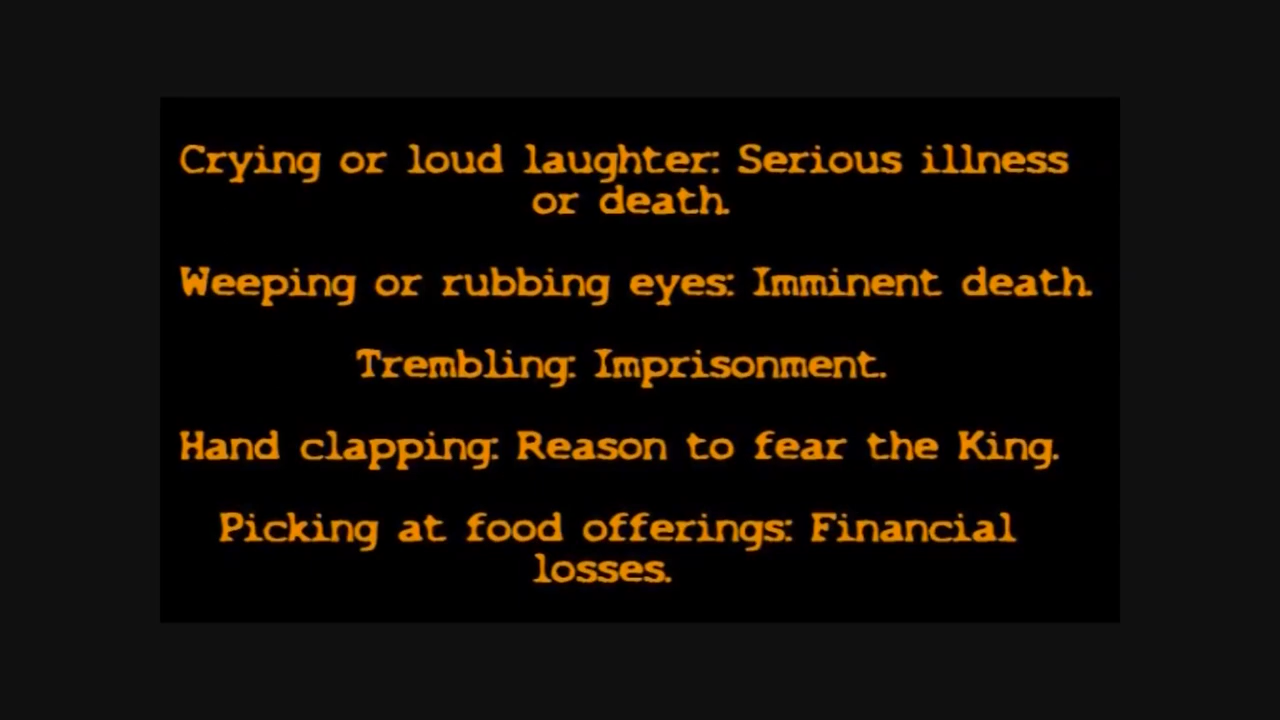 Crying or loud laughter: Serious illness
or death.
Weeping or rubbing eyes: Imminent death.
Trembling: Imprisonment.
Hand clapping: Reason to fear the King.
Picking at food offerings: Financial
losses.